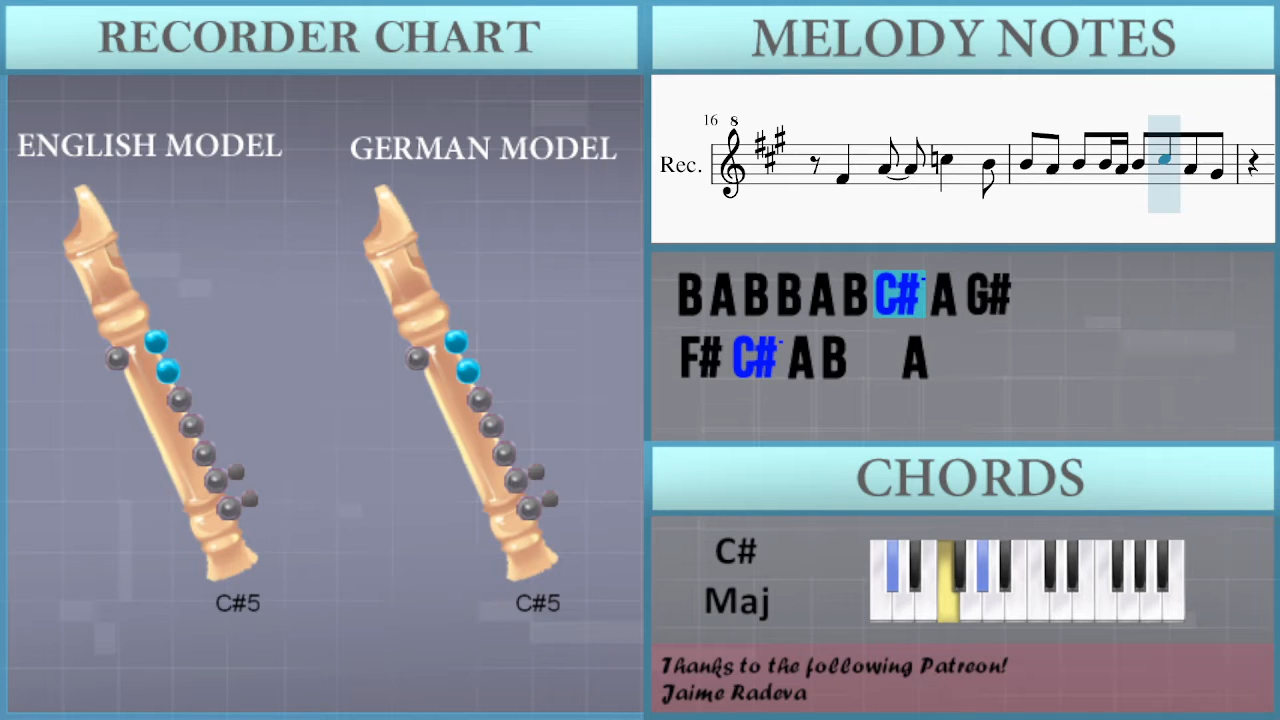 RECORDER CHART
ENGLISH MODEL
GERMAN MODEL
C#5
C#5
MELODY NOTES
16
8
Rec.
B A B B A B C#- A G#
F# C#- A B A
CHORDS
C#
Maj
Thanks to the following Patreon!
Jaime Radeva